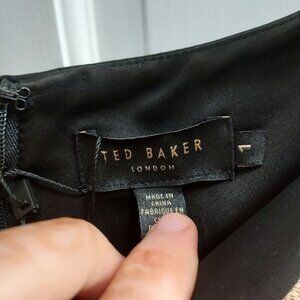 TED BAKER
LONDON
1
MADE IN
CHINA
FABRIQUÉ EN